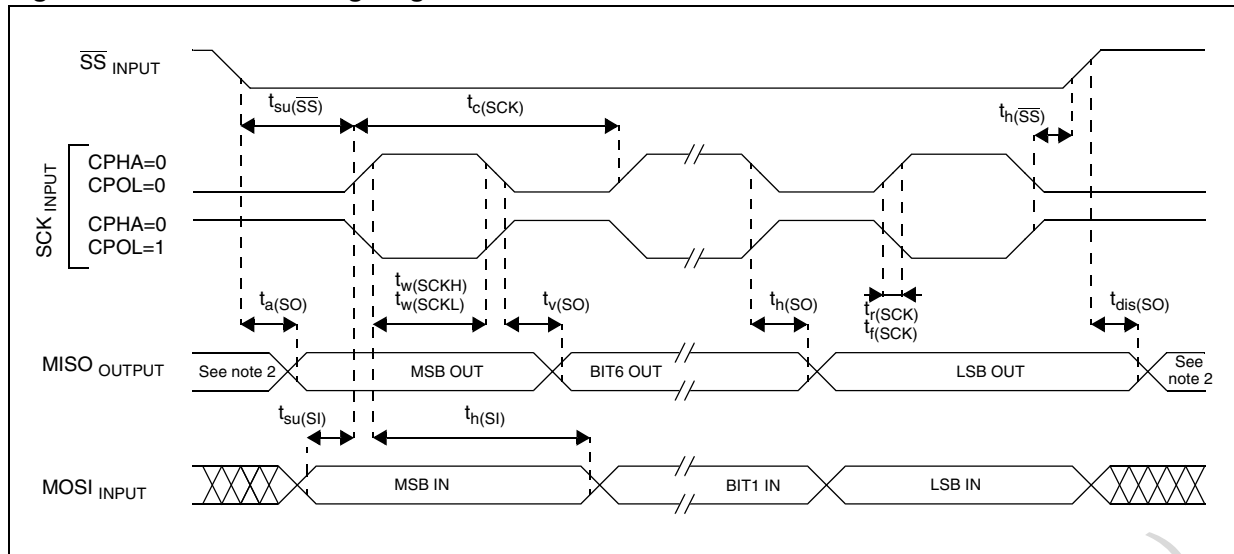 SS INPUT
tsu(SS)
tc(SCK)
th(SS)
SCK INPUT
CPHA=0
CPOL=0
CPHA=0
CPOL=1
ta(SO)
tw(SCKH)
tw(SCKL)
tv(SO)
th(SO)
tr(SCK)
tf(SCK)
tdis(SO)
MISO OUTPUT
See note 2
MSB OUT
BIT6 OUT
LSB OUT
See
note 2
tsu(SI)
th(SI)
MOSI INPUT
MSB IN
BIT1 IN
LSB IN